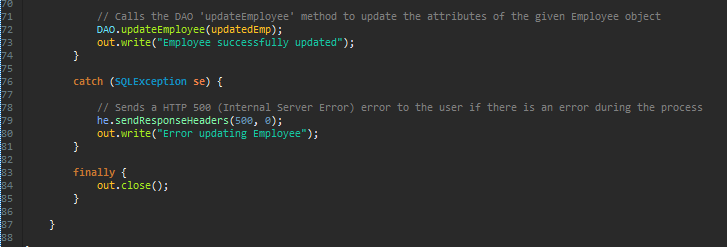 70
71 // Calls the DAO 'updateEmployee' method to update the attributes of the given Employee object
72 DAO.updateEmployee(updatedEmp);
73 out.write("Employee successfully updated");
74 }
75
76 catch (SQLException se) {
77
78 // Sends a HTTP 500 (Internal Server Error) error to the user if there is an error during the process
79 he.sendResponseHeaders(500, 0);
80 out.write("Error updating Employee");
81 }
82
83 finally {
84 out.close();
85 }
86
87 }
88